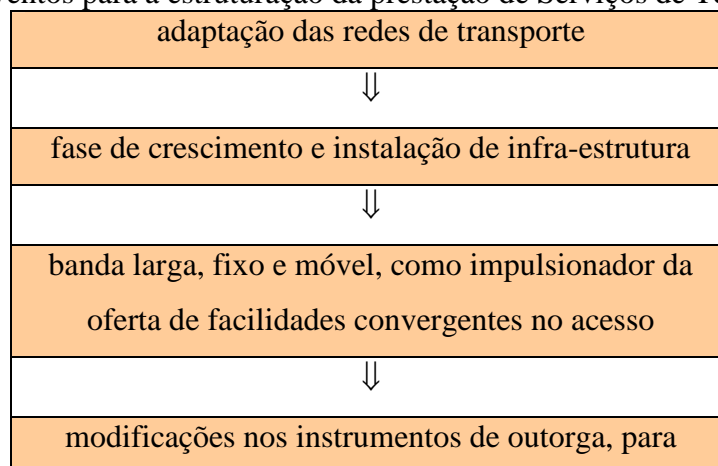 para a estruturação da prestação de Serviços de
adaptação das redes de transporte
⇓
fase de crescimento e instalação de infra-estrutura
⇓
banda larga, fixo e móvel, como impulsionador da
oferta de facilidades convergentes no acesso
⇓
modificações nos instrumentos de outorga, para